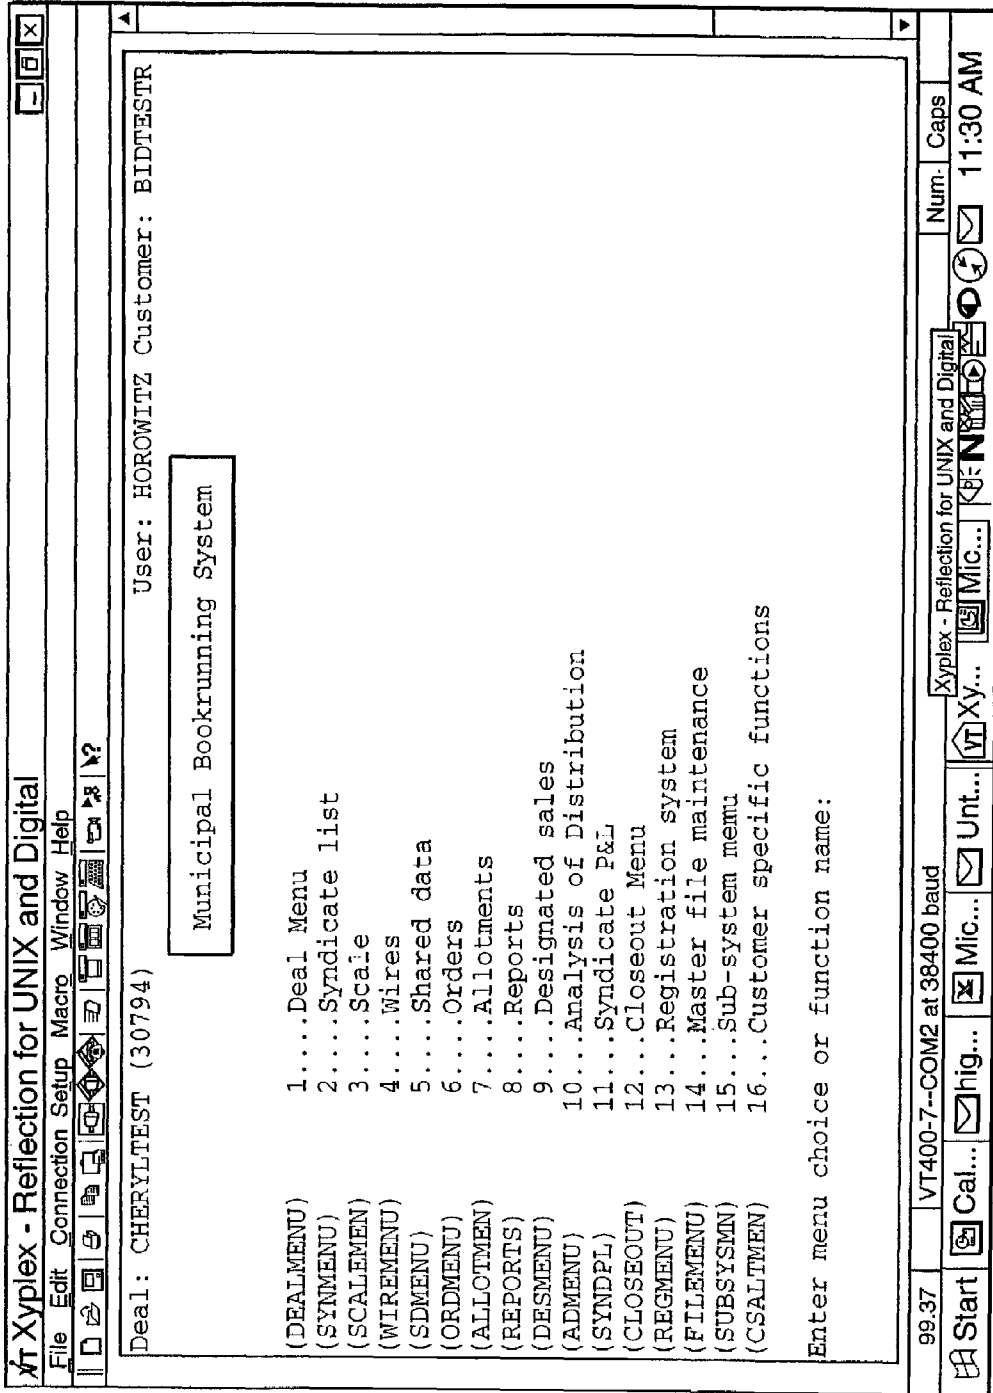 VT Xyplex - Reflection for UNIX and Digital
File Edit Connection Setup Macro Window Help
Deal: CHERYLTEST (30794) User: HOROWITZ Customer: BIDTESTR
Municipal Bookrunning System
(DEALMENU) 1....Deal Menu
(SYNMENU) 2....Syndicate list
(SCALEMEN) 3....Scale
(WIREMENU) 4....Wires
(SDMENU) 5....Shared data
(ORDMENU) 6....Orders
(ALLOTMEN) 7....Allotments
(REPORTS) 8....Reports
(DESMENU) 9....Designated sales
(ADMENU) 10...Analysis of Distribution
(SYNDPL) 11...Syndicate P&L
(CLOSEOUT) 12...Closeout Menu
(REGMENU) 13...Registration system
(FILEMENU) 14...Master file maintenance
(SUBSYSMN) 15...Sub-system memu
(CSALTMEN) 16...Customer specific functions
Enter menu choice or function name:
99.37 VT400-7--COM2 at 38400 baud Num. Caps
Xyplex - Reflection for UNIX and Digital
Start Cal... hig... Mic... Unt... VT Xy... Mic... N 11:30 AM